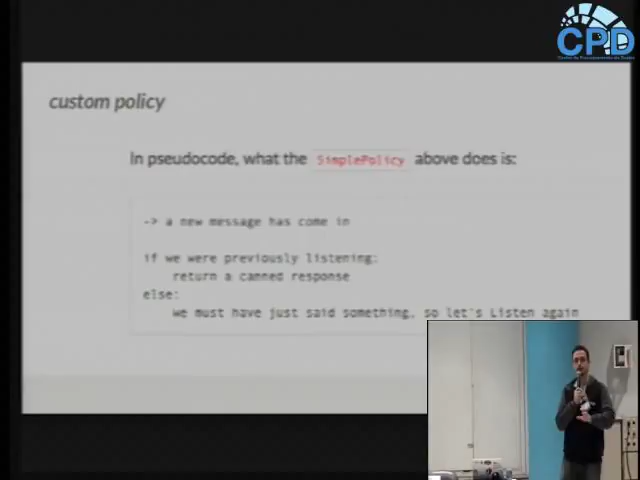 CPD
custom policy
In pseudocode, what the SimplePolicy above does is:
-> a new message has come in
if we were previously listening:
return a canned response
else:
we must have just said something, so let's Listen again